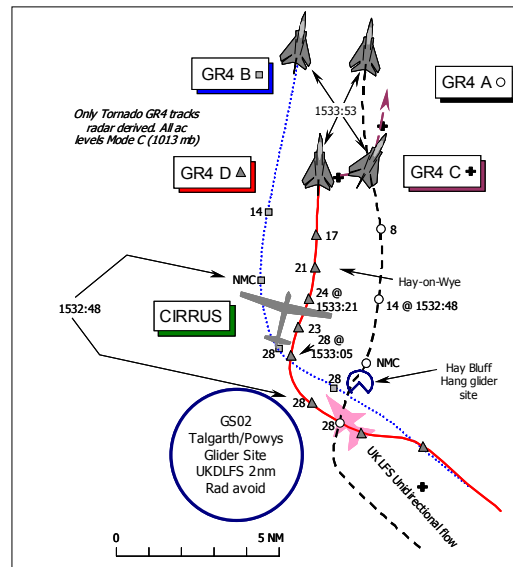 GR4 B
GR4 A
1533:53
Only Tornado GR4 tracks
radar derived. All ac
levels Mode C (1013 mb)
GR4 D
GR4 C
14
17
8
21
Hay-on-Wye
NMC
24 @
1533:21
14 @ 1532:48
1532:48
CIRRUS
23
28 @
1533:05
28
NMC
Hay Bluff
Hang glider
site
28
28
28
GS02
Talgarth/Powys
Glider Site
UKDLFS 2nm
Rad avoid
UK LFS Unidirectional flow
0
5 NM